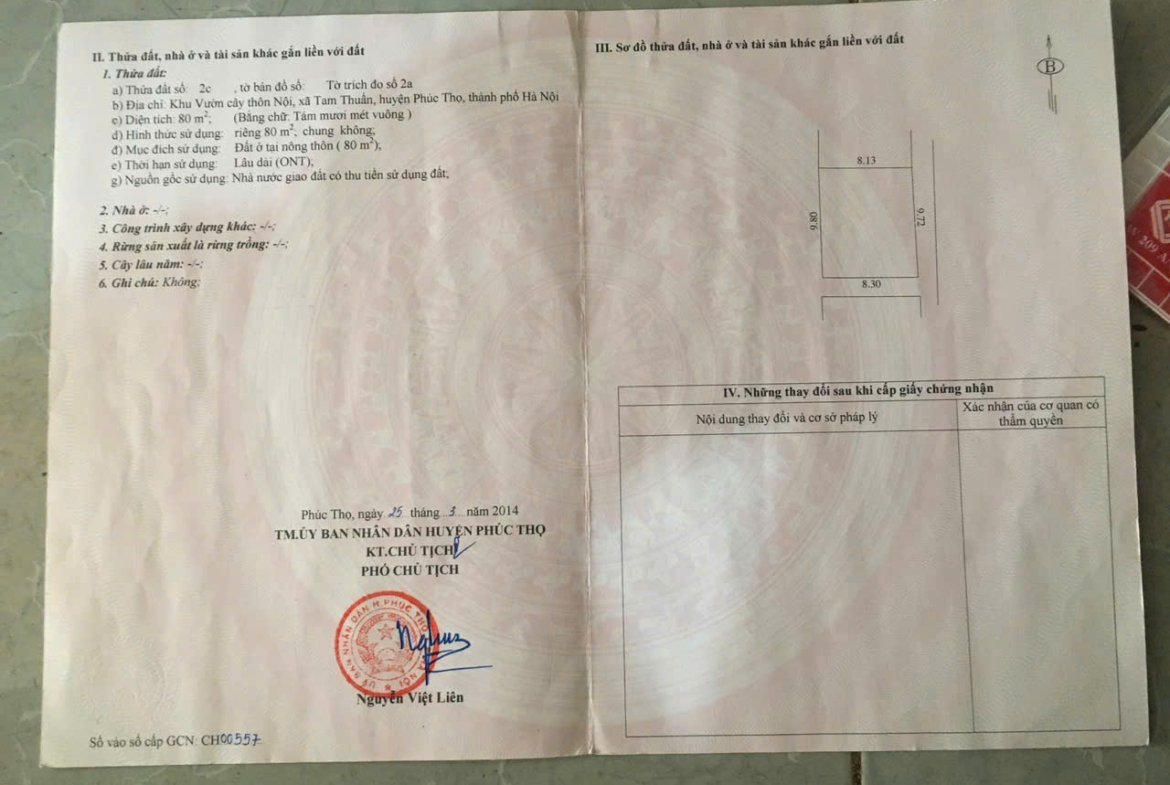 II. Thửa đất, nhà ở và tài sản khác gắn liền với đất
1. Thửa đất:
a) Thửa đất số: 2c , tờ bản đồ số: Tờ trích đo số 2a
b) Địa chỉ: Khu Vườn cây thôn Nội, xã Tam Thuấn, huyện Phúc Thọ, thành phố Hà Nội
c) Diện tích: 80 m²; (Bằng chữ: Tám mươi mét vuông )
d) Hình thức sử dụng: riêng 80 m²; chung không;
đ) Mục đích sử dụng: Đất ở tại nông thôn ( 80 m²);
e) Thời hạn sử dụng: Lâu dài (ONT);
g) Nguồn gốc sử dụng: Nhà nước giao đất có thu tiền sử dụng đất;
2. Nhà ở: -/-;
3. Công trình xây dựng khác: -/-;
4. Rừng sản xuất là rừng trồng: -/-;
5. Cây lâu năm: -/-;
6. Ghi chú: Không;
Phúc Thọ, ngày 25 tháng 3 năm 2014
TM.ỦY BAN NHÂN DÂN HUYỆN PHÚC THỌ
KT.CHỦ TỊCH
PHÓ CHỦ TỊCH
ỦY BAN NHÂN DÂN H.PHÚC THỌ
HÀ NỘI
Nguyễn Việt Liên
Số vào sổ cấp GCN: CH00557
III. Sơ đồ thửa đất, nhà ở và tài sản khác gắn liền với đất
B
8.13
9.80
9.72
8.30
IV. Những thay đổi sau khi cấp giấy chứng nhận
Nội dung thay đổi và cơ sở pháp lý
Xác nhận của cơ quan có
thẩm quyền
209